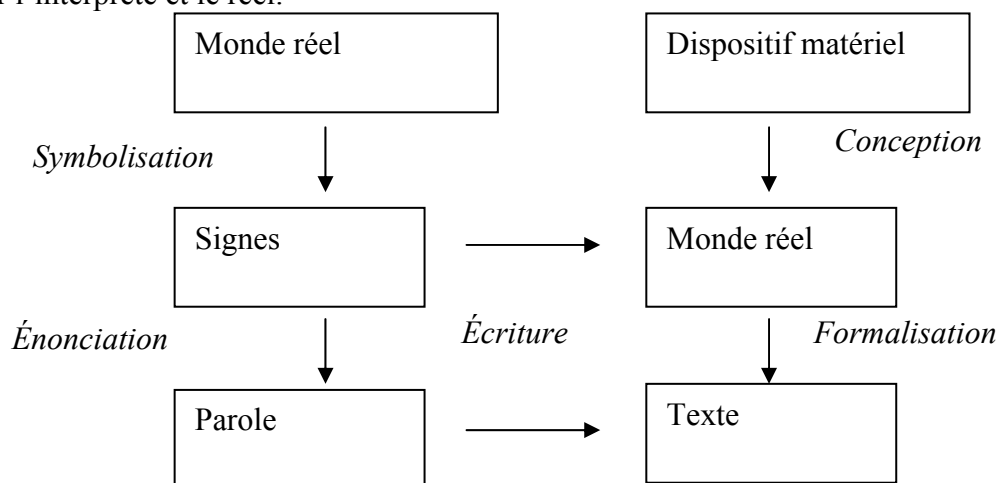 l'interprète et le réel.
Monde réel
Dispositif matériel
Symbolisation
Conception
Signes
Monde réel
Énonciation
Écriture
Formalisation
Parole
Texte